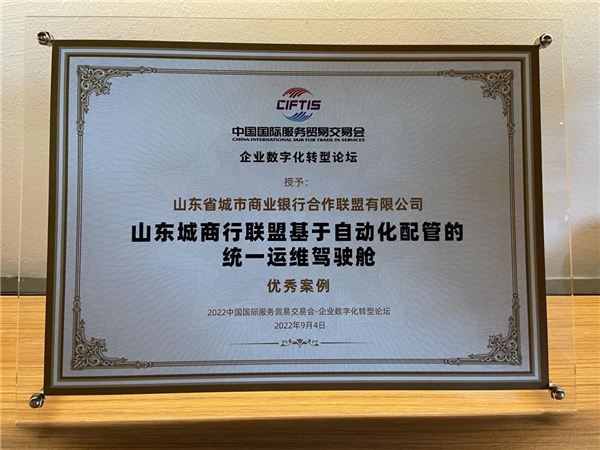 CIFTIS
中国国际服务贸易交易会
CHINA INTERNATIONAL FAIR FOR TRADE IN SERVICES
企业数字化转型论坛
授予：
山东省城市商业银行合作联盟有限公司
山东城商行联盟基于自动化配管的
统一运维驾驶舱
优秀案例
2022中国国际服务贸易交易会-企业数字化转型论坛
2022年9月4日